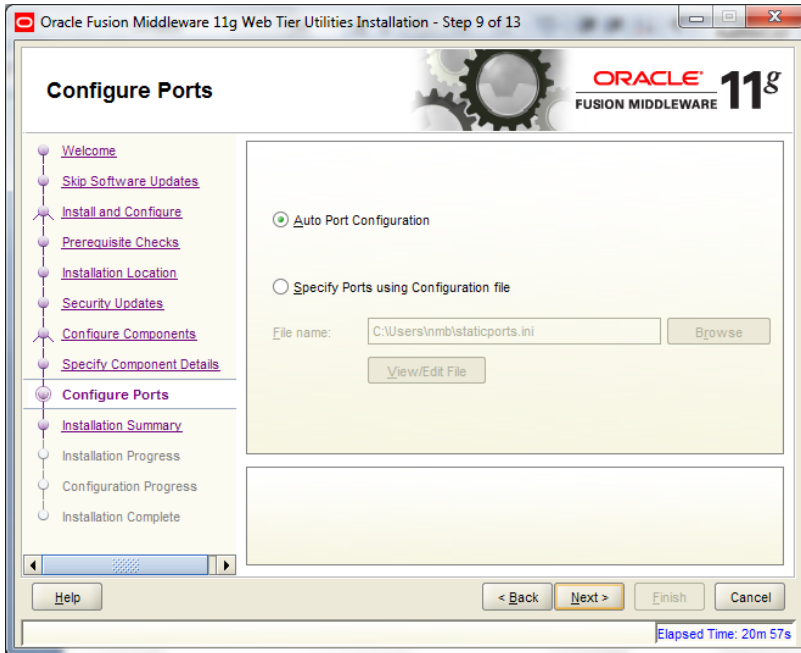 Oracle Fusion Middleware 11g Web Tier Utilities Installation - Step 9 of 13
Configure Ports
ORACLE
FUSION MIDDLEWARE
11g
Welcome
Skip Software Updates
Install and Configure
Prerequisite Checks
Installation Location
Security Updates
Configure Components
Specify Component Details
Configure Ports
Installation Summary
Installation Progress
Configuration Progress
Installation Complete
Auto Port Configuration
Specify Ports using Configuration file
File name: C:\Users\nmb\staticports.ini Browse
View/Edit File
Help < Back Next > Finish Cancel
Elapsed Time: 20m 57s